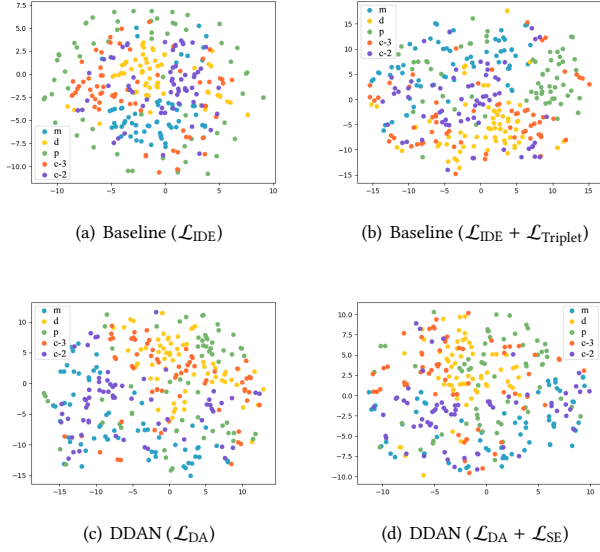 7.5
5.0
2.5
0.0
−2.5
−5.0
−7.5
−10.0
m
d
p
c-3
c-2
−10
−5
0
5
10
(a) Baseline (ℒIDE)
15
10
5
0
−5
−10
−15
m
d
p
c-3
c-2
−15
−10
−5
0
5
10
15
(b) Baseline (ℒIDE + ℒTriplet)
10
5
0
−5
−10
−15
m
d
p
c-3
c-2
−15
−10
−5
0
5
10
(c) DDAN (ℒDA)
10.0
7.5
5.0
2.5
0.0
−2.5
−5.0
−7.5
−10.0
m
d
p
c-3
c-2
−10
−5
0
5
10
(d) DDAN (ℒDA + ℒSE)